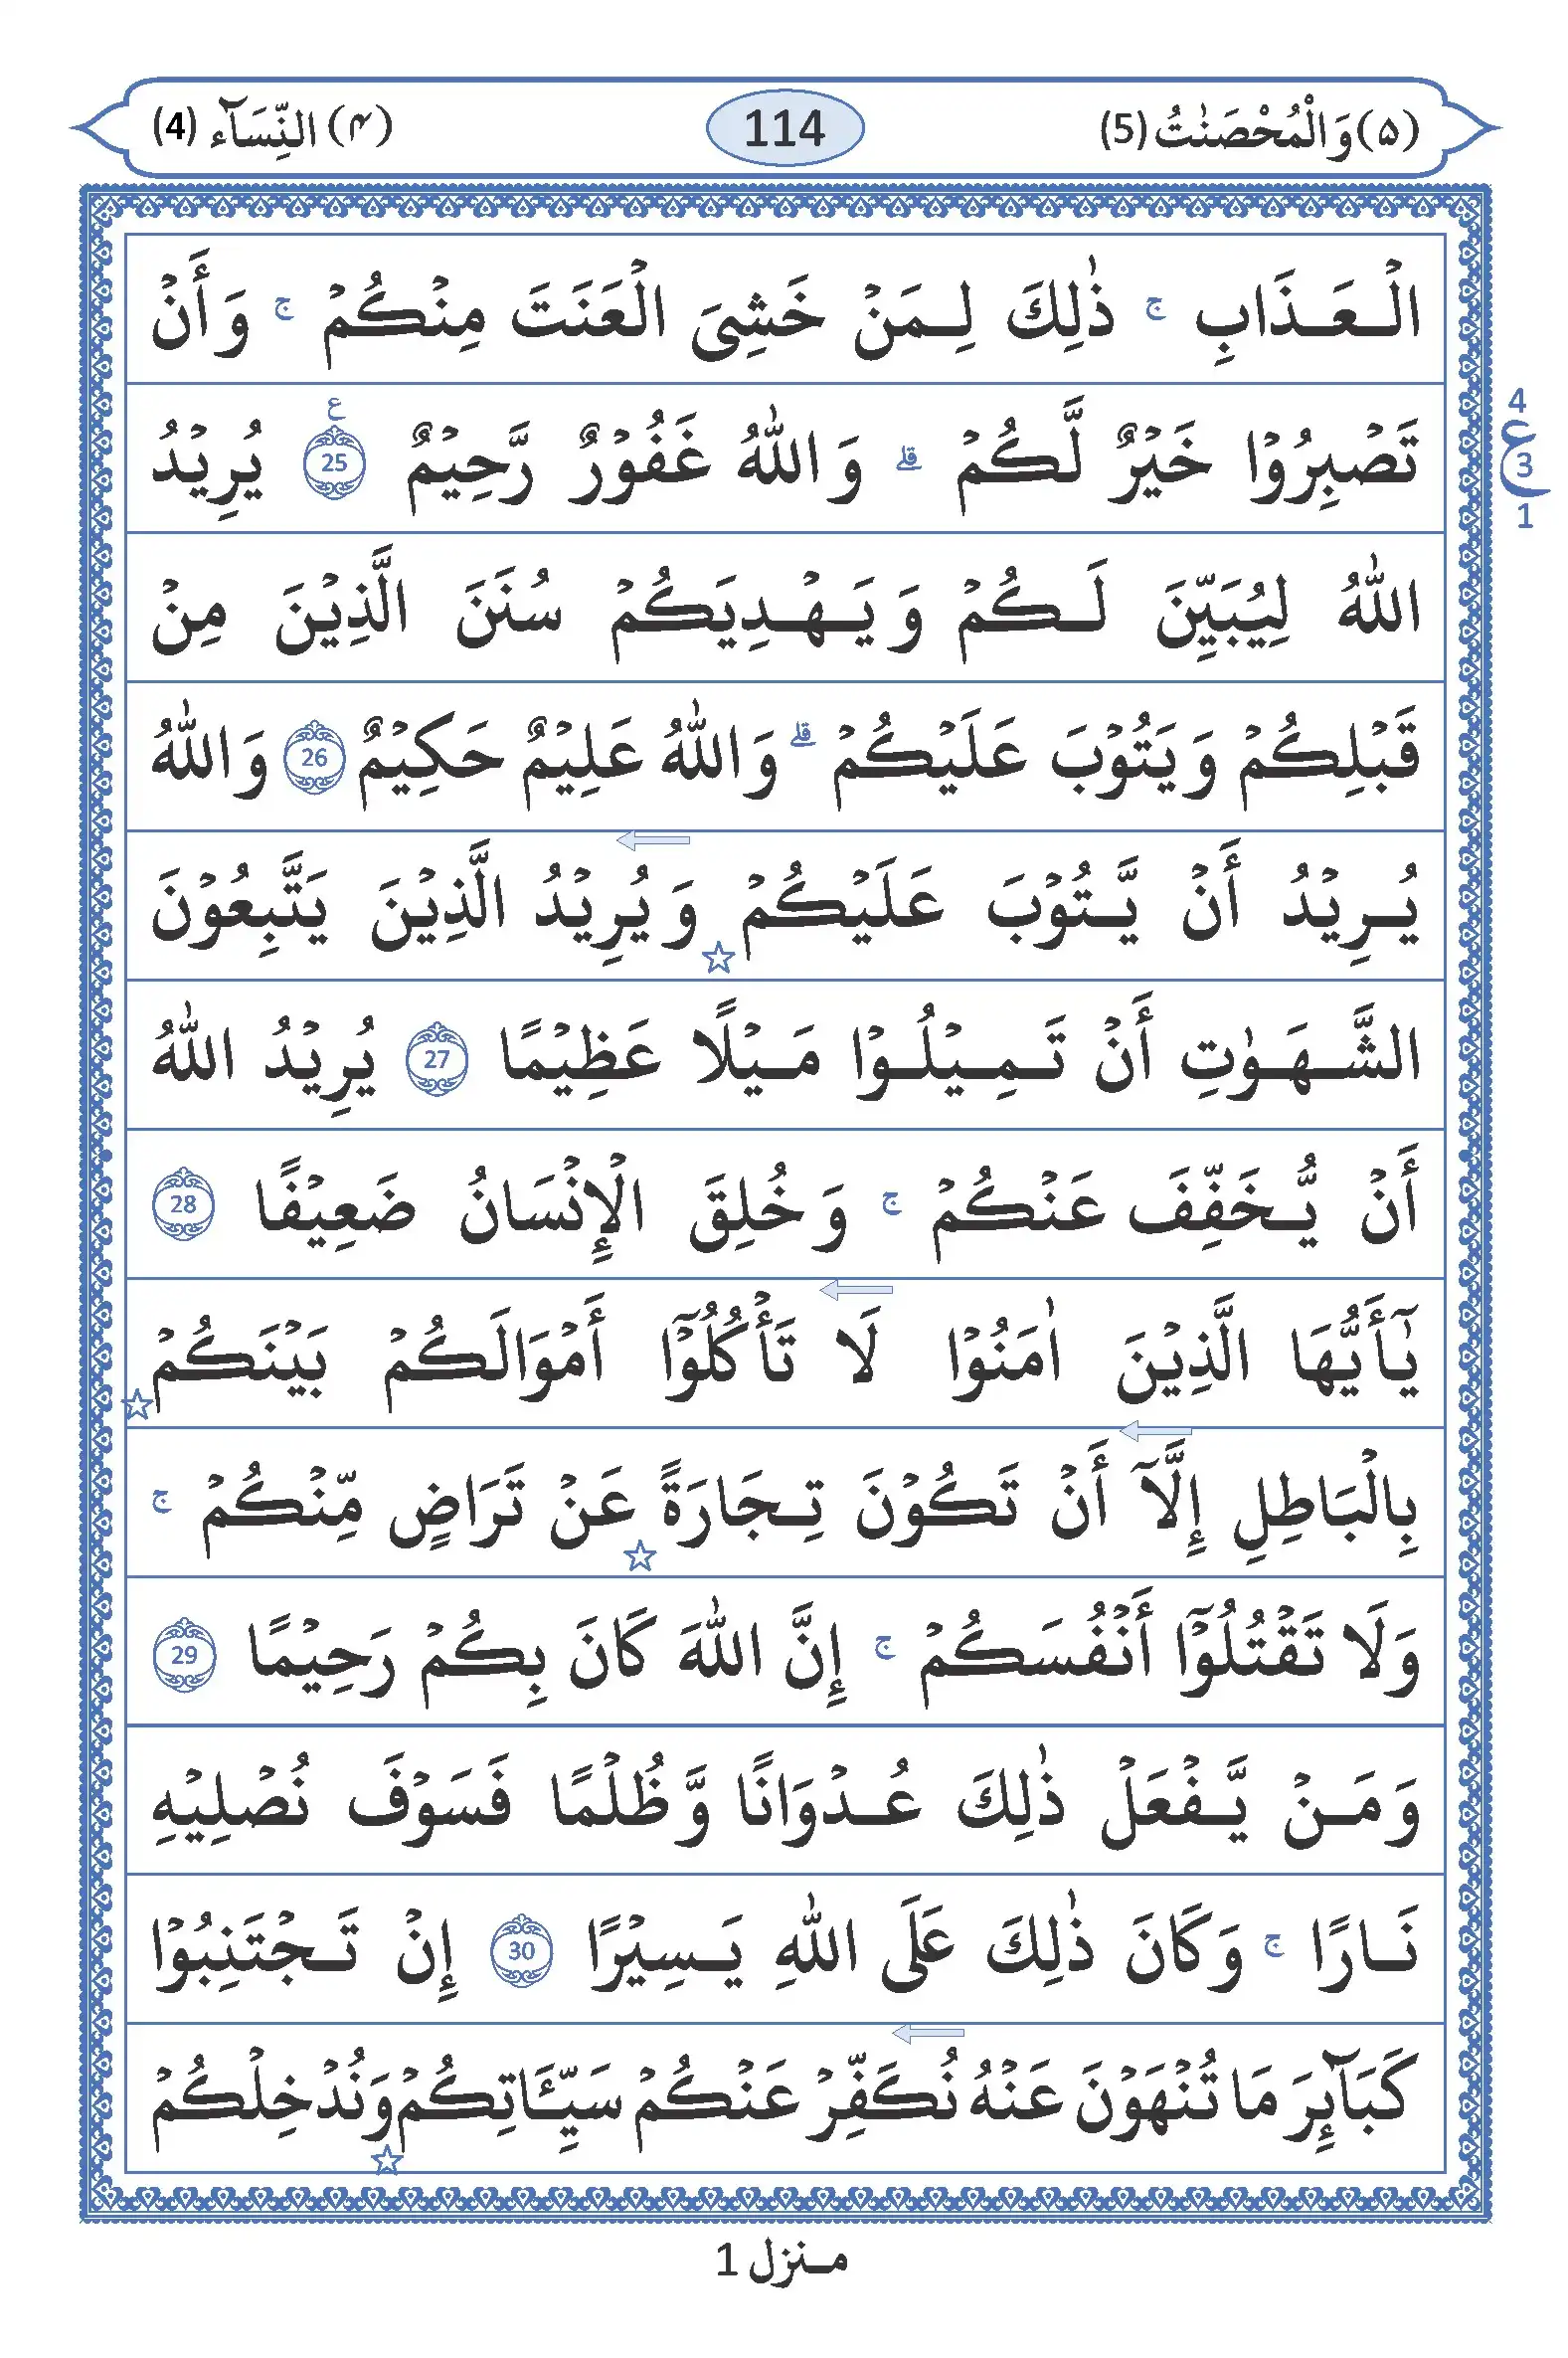 (۵) وَالْمُحْصَنٰتُ (5) 114 (۴) النِّسَآء (4)
الْعَذَابِ ۚ ذٰلِكَ لِمَنْ خَشِیَ الْعَنَتَ مِنْكُمْ ۚ وَأَنْ
تَصْبِرُوْا خَیْرٌ لَّكُمْ ۗ وَاللّٰهُ غَفُوْرٌ رَّحِیْمٌ 25 ع یُرِیْدُ
4 ع 3 1
اللّٰهُ لِیُبَیِّنَ لَكُمْ وَیَهْدِیَكُمْ سُنَنَ الَّذِیْنَ مِنْ
قَبْلِكُمْ وَیَتُوْبَ عَلَیْكُمْ ۗ وَاللّٰهُ عَلِیْمٌ حَكِیْمٌ 26 وَاللّٰهُ
یُرِیْدُ أَنْ یَّتُوْبَ عَلَیْكُمْ وَیُرِیْدُ الَّذِیْنَ یَتَّبِعُوْنَ
الشَّهَوٰتِ أَنْ تَمِیْلُوْا مَیْلًا عَظِیْمًا 27 یُرِیْدُ اللّٰهُ
أَنْ یُّخَفِّفَ عَنْكُمْ ۚ وَخُلِقَ الْإِنْسَانُ ضَعِیْفًا 28
یٰۤأَیُّهَا الَّذِیْنَ اٰمَنُوْا لَا تَأْكُلُوْۤا أَمْوَالَكُمْ بَیْنَكُمْ
بِالْبَاطِلِ إِلَّاۤ أَنْ تَكُوْنَ تِجَارَةً عَنْ تَرَاضٍ مِّنْكُمْ ۚ
وَلَا تَقْتُلُوْۤا أَنْفُسَكُمْ ۚ إِنَّ اللّٰهَ كَانَ بِكُمْ رَحِیْمًا 29
وَمَنْ یَّفْعَلْ ذٰلِكَ عُدْوَانًا وَّظُلْمًا فَسَوْفَ نُصْلِیْهِ
نَارًا ۚ وَكَانَ ذٰلِكَ عَلَى اللّٰهِ یَسِیْرًا 30 إِنْ تَجْتَنِبُوْا
كَبَآئِرَ مَا تُنْهَوْنَ عَنْهُ نُكَفِّرْ عَنْكُمْ سَیِّئَاتِكُمْ وَنُدْخِلْكُمْ
منزل 1